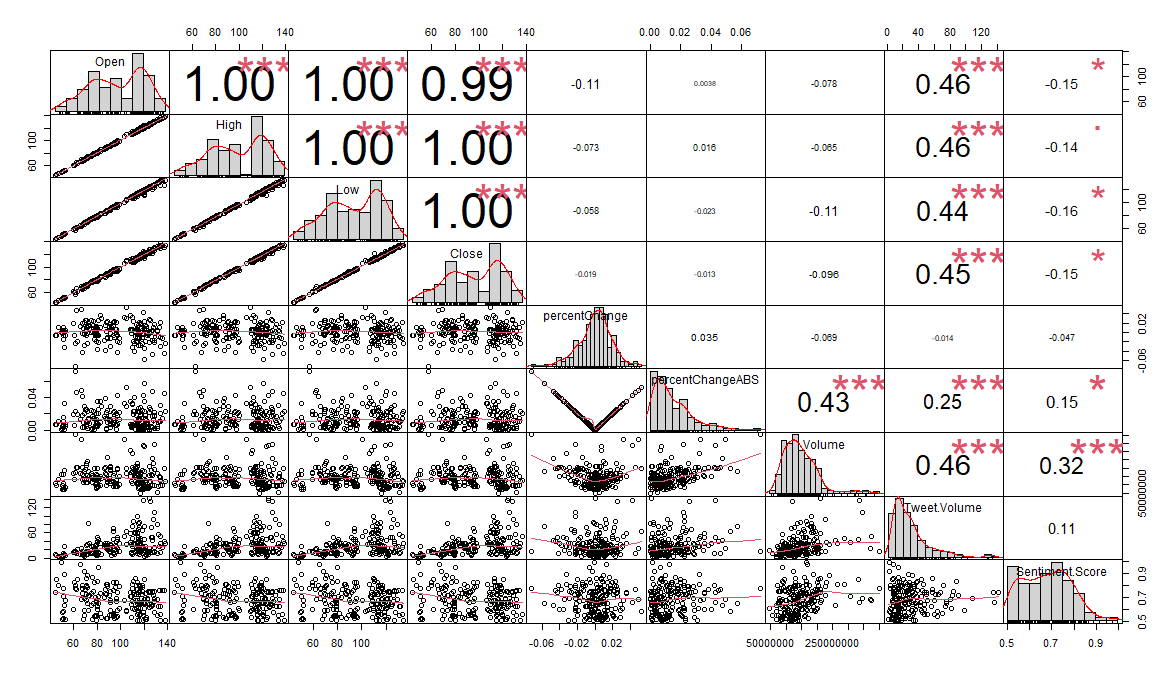 60 80 100 140 60 80 100 140 0.00 0.02 0.04 0.06 0 40 80 120
Open 1.00 *** 1.00 *** 0.99 *** -0.11 0.0038 -0.078 0.46 *** -0.15 * 60 100
60 100 High 1.00 *** 1.00 *** -0.073 0.016 -0.065 0.46 *** -0.14 .
Low 1.00 *** -0.058 -0.023 -0.11 0.44 *** -0.16 * 60 100
60 100 Close -0.019 -0.013 -0.096 0.45 *** -0.15 *
percentChange 0.035 -0.069 -0.014 -0.047 -0.06 0.02
0.00 0.04 percentChangeABS 0.43 *** 0.25 *** 0.15 *
Volume 0.46 *** 0.32 *** 50000000
0 60 120 Tweet.Volume 0.11
Sentiment.Score 0.5 0.7 0.9
60 80 100 140 60 80 100 -0.06 -0.02 0.02 50000000 250000000 0.5 0.7 0.9